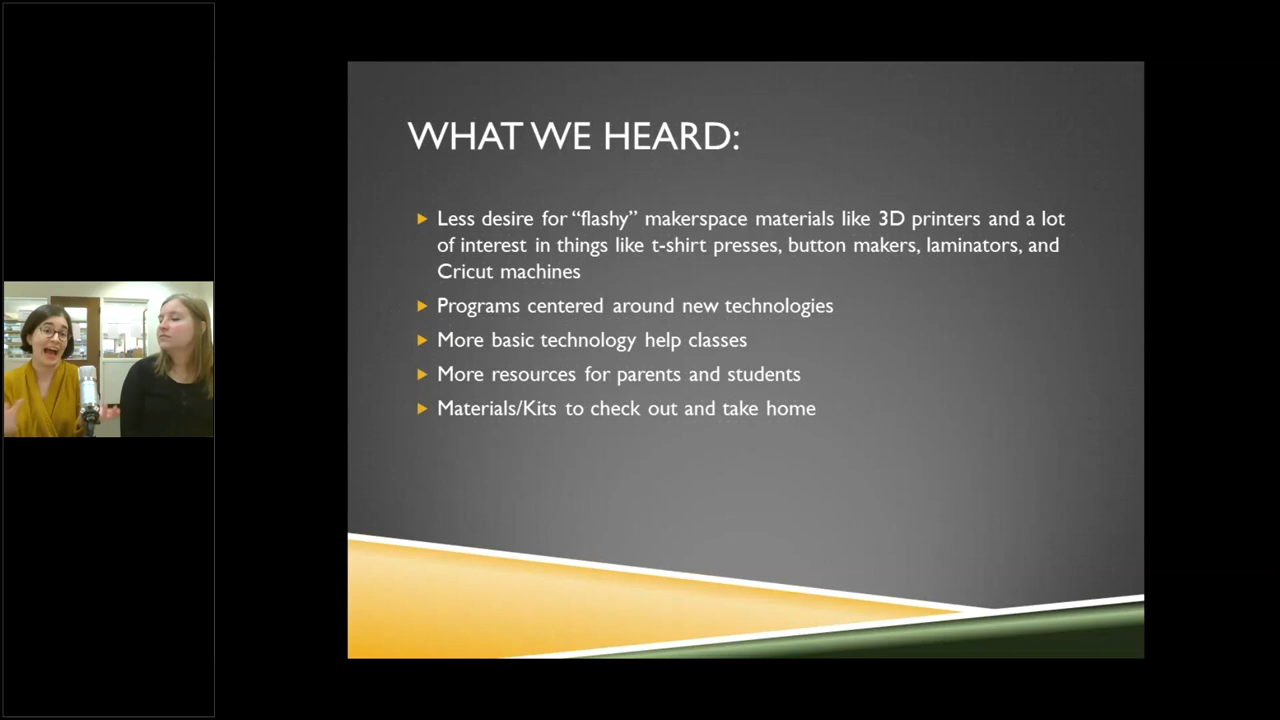 WHAT WE HEARD:
Less desire for “flashy” makerspace materials like 3D printers and a lot
of interest in things like t-shirt presses, button makers, laminators, and
Cricut machines
Programs centered around new technologies
More basic technology help classes
More resources for parents and students
Materials/Kits to check out and take home